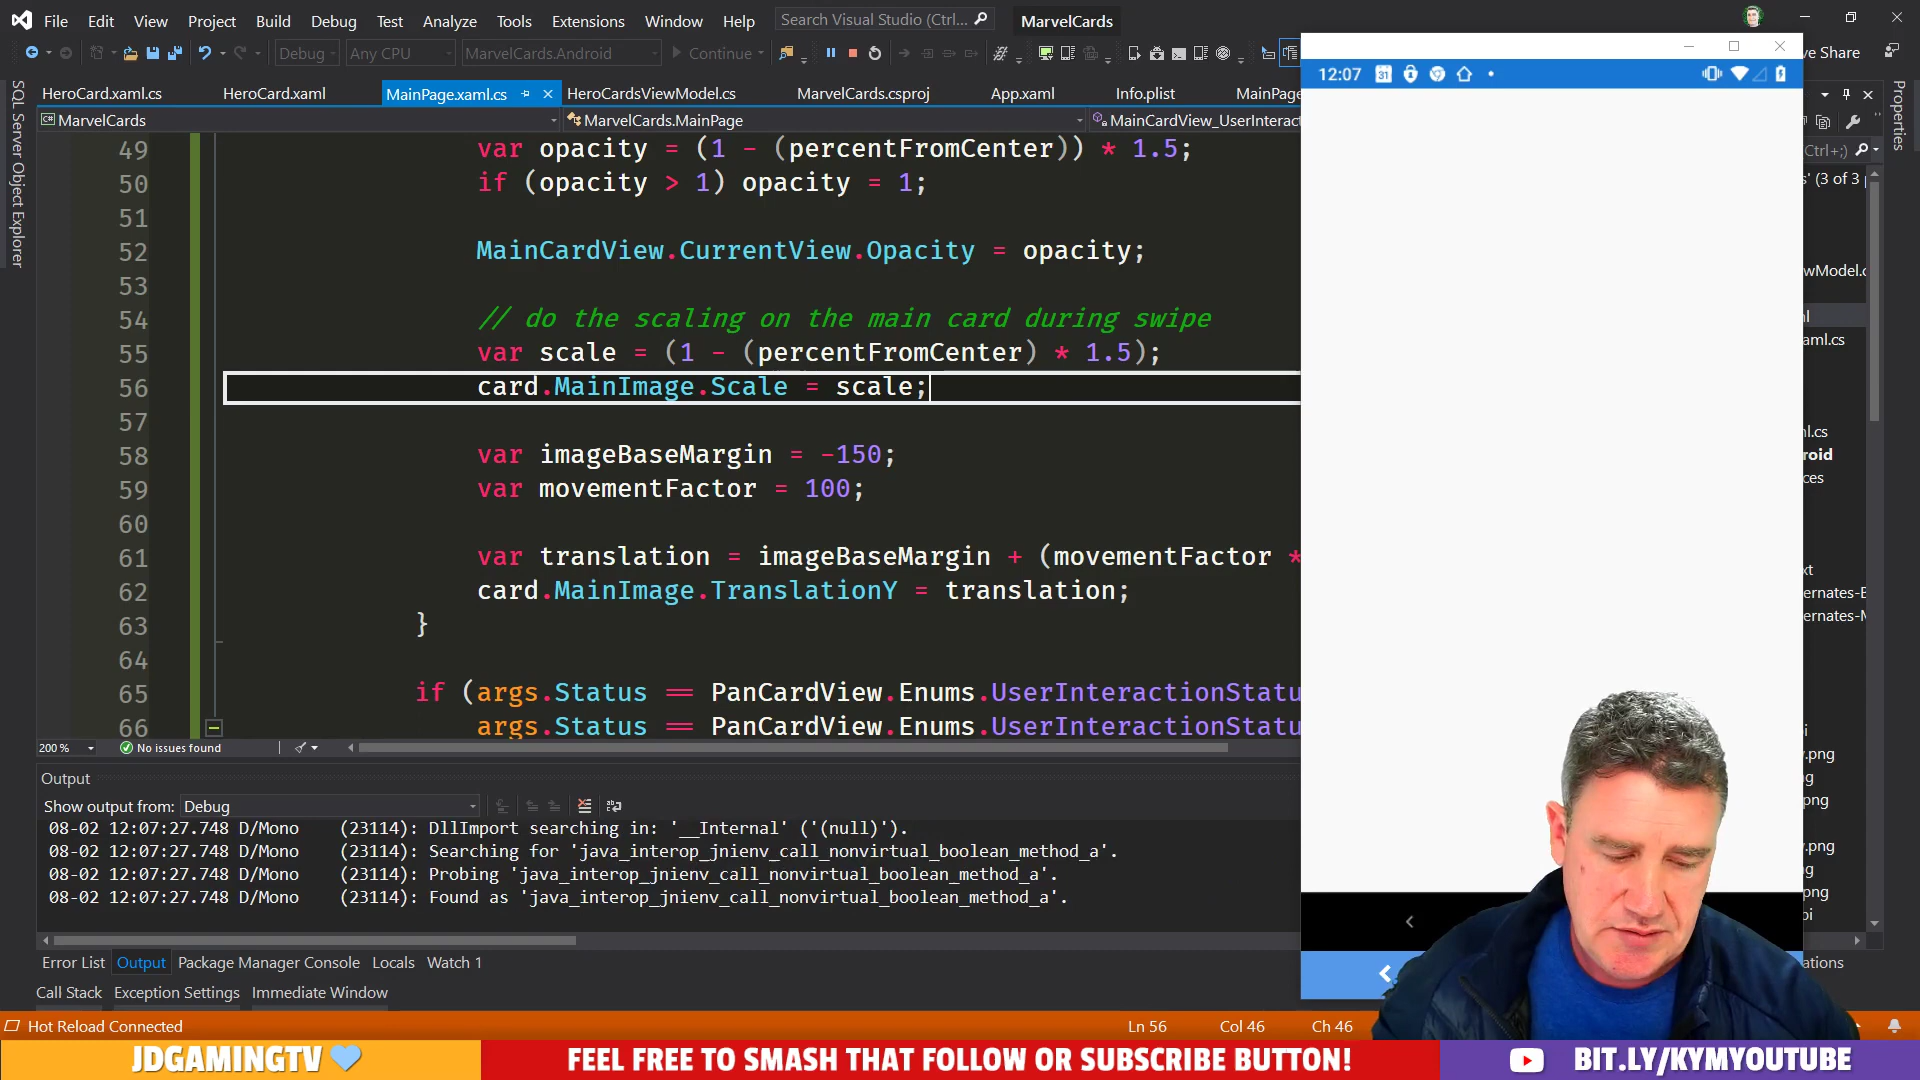 File Edit View Project Build Debug Test Analyze Tools Extensions Window Help Search Visual Studio (Ctrl... MarvelCards
Debug Any CPU MarvelCards.Android Continue
12:07 31
HeroCard.xaml.cs HeroCard.xaml MainPage.xaml.cs HeroCardsViewModel.cs MarvelCards.csproj App.xaml Info.plist MainPage
MarvelCards MarvelCards.MainPage MainCardView_UserInterac
SQL Server Object Explorer
Properties
49 var opacity = (1 - (percentFromCenter)) * 1.5;
50 if (opacity > 1) opacity = 1;
51
52 MainCardView.CurrentView.Opacity = opacity;
53
54 // do the scaling on the main card during swipe
55 var scale = (1 - (percentFromCenter) * 1.5);
56 card.MainImage.Scale = scale;
57
58 var imageBaseMargin = -150;
59 var movementFactor = 100;
60
61 var translation = imageBaseMargin + (movementFactor *
62 card.MainImage.TranslationY = translation;
63 }
64
65 if (args.Status == PanCardView.Enums.UserInteractionStatu
66 args.Status == PanCardView.Enums.UserInteractionStatu
200 % No issues found
Output
Show output from: Debug
08-02 12:07:27.748 D/Mono (23114): DllImport searching in: '__Internal' ('(null)').
08-02 12:07:27.748 D/Mono (23114): Searching for 'java_interop_jnienv_call_nonvirtual_boolean_method_a'.
08-02 12:07:27.748 D/Mono (23114): Probing 'java_interop_jnienv_call_nonvirtual_boolean_method_a'.
08-02 12:07:27.748 D/Mono (23114): Found as 'java_interop_jnienv_call_nonvirtual_boolean_method_a'.
Error List Output Package Manager Console Locals Watch 1
Call Stack Exception Settings Immediate Window
Hot Reload Connected Ln 56 Col 46 Ch 46
JDGAMINGTV FEEL FREE TO SMASH THAT FOLLOW OR SUBSCRIBE BUTTON! BIT.LY/KYMYOUTUBE